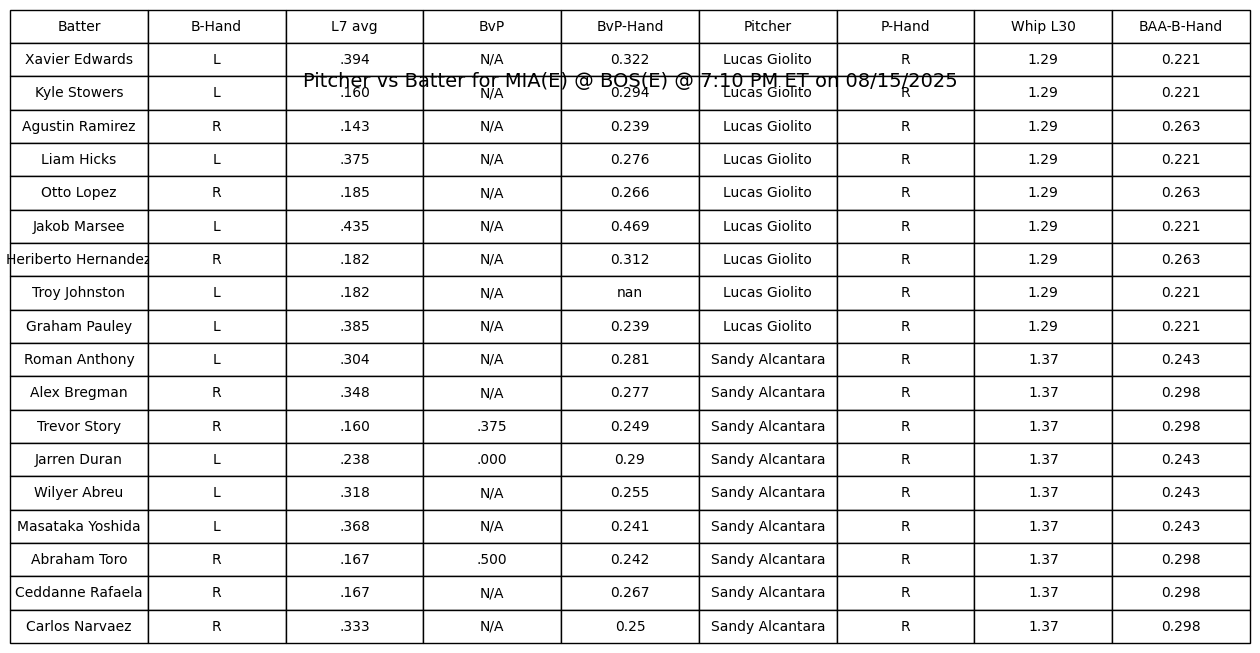 Batter B-Hand L7 avg BvP BvP-Hand Pitcher P-Hand Whip L30 BAA-B-Hand
Xavier Edwards L .394 N/A 0.322 Lucas Giolito R 1.29 0.221
Pitcher vs Batter for MIA(E) @ BOS(E) @ 7:10 PM ET on 08/15/2025
Kyle Stowers L .160 N/A 0.294 Lucas Giolito R 1.29 0.221
Agustin Ramirez R .143 N/A 0.239 Lucas Giolito R 1.29 0.263
Liam Hicks L .375 N/A 0.276 Lucas Giolito R 1.29 0.221
Otto Lopez R .185 N/A 0.266 Lucas Giolito R 1.29 0.263
Jakob Marsee L .435 N/A 0.469 Lucas Giolito R 1.29 0.221
Heriberto Hernandez R .182 N/A 0.312 Lucas Giolito R 1.29 0.263
Troy Johnston L .182 N/A nan Lucas Giolito R 1.29 0.221
Graham Pauley L .385 N/A 0.239 Lucas Giolito R 1.29 0.221
Roman Anthony L .304 N/A 0.281 Sandy Alcantara R 1.37 0.243
Alex Bregman R .348 N/A 0.277 Sandy Alcantara R 1.37 0.298
Trevor Story R .160 .375 0.249 Sandy Alcantara R 1.37 0.298
Jarren Duran L .238 .000 0.29 Sandy Alcantara R 1.37 0.243
Wilyer Abreu L .318 N/A 0.255 Sandy Alcantara R 1.37 0.243
Masataka Yoshida L .368 N/A 0.241 Sandy Alcantara R 1.37 0.243
Abraham Toro R .167 .500 0.242 Sandy Alcantara R 1.37 0.298
Ceddanne Rafaela R .167 N/A 0.267 Sandy Alcantara R 1.37 0.298
Carlos Narvaez R .333 N/A 0.25 Sandy Alcantara R 1.37 0.298